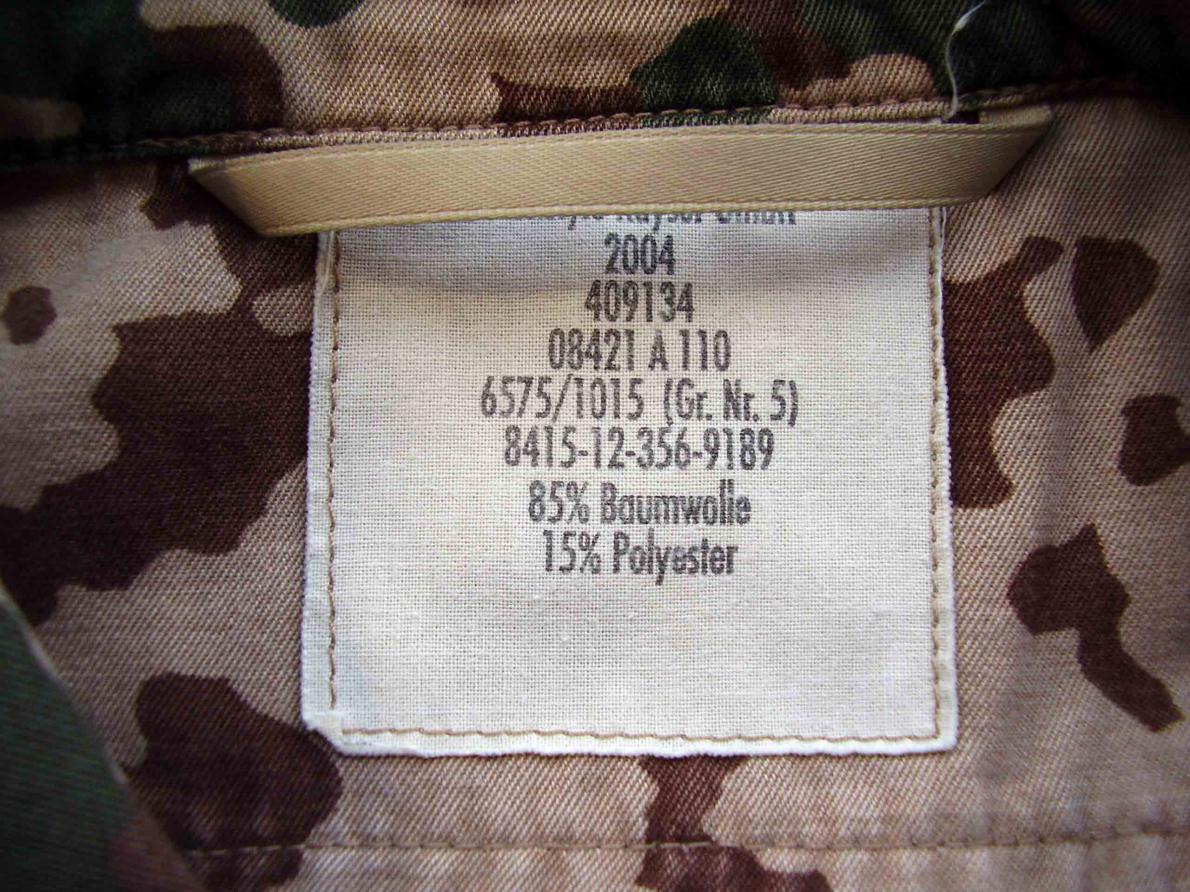 2004
409134
08421 A 110
6575/1015 (Gr. Nr. 5)
8415-12-356-9189
85% Baumwolle
15% Polyester